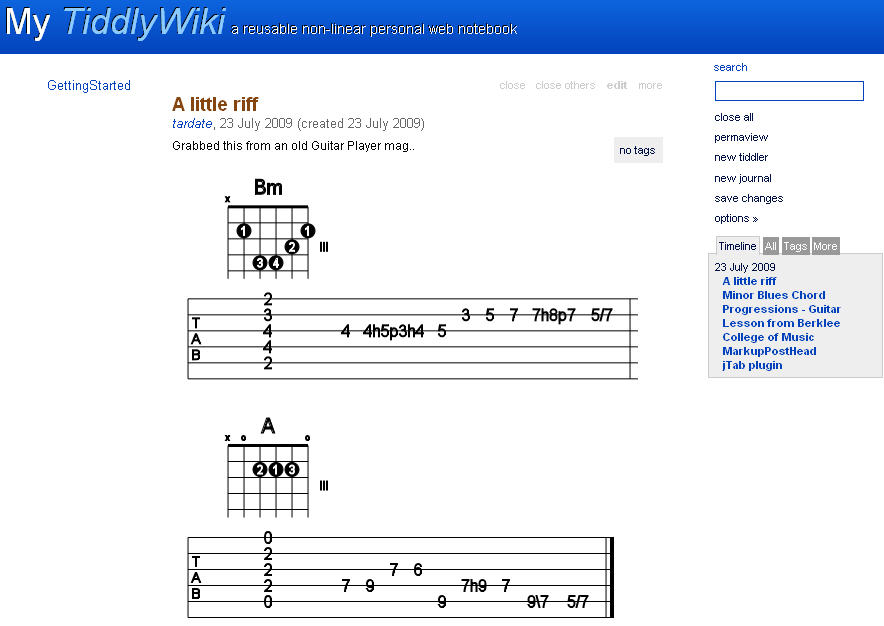 My TiddlyWiki a reusable non-linear personal web notebook
GettingStarted
close close others edit more
A little riff
tardate, 23 July 2009 (created 23 July 2009)
Grabbed this from an old Guitar Player mag..
no tags
Bm
x
1 1
2 III
3 4
2
3 3 5 7 7h8p7 5/7
T 4 4 4h5p3h4 5
A
B 4
2
A
x o o
2 1 3
III
0
2
T 2 7 6
A
B 2 7 9 7h9 7
0 9 9\7 5/7
search
close all
permaview
new tiddler
new journal
save changes
options »
Timeline All Tags More
23 July 2009
A little riff
Minor Blues Chord
Progressions - Guitar
Lesson from Berklee
College of Music
MarkupPostHead
jTab plugin